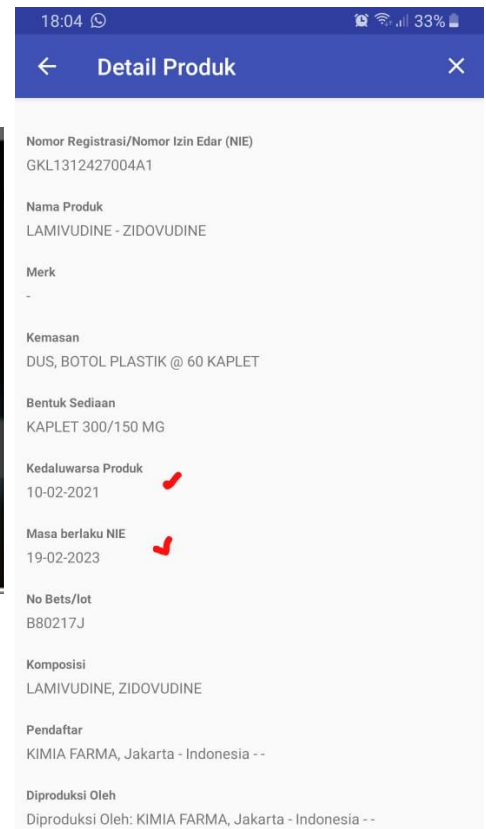 18:04 33%
Detail Produk
Nomor Registrasi/Nomor Izin Edar (NIE)
GKL1312427004A1
Nama Produk
LAMIVUDINE - ZIDOVUDINE
Merk
-
Kemasan
DUS, BOTOL PLASTIK @ 60 KAPLET
Bentuk Sediaan
KAPLET 300/150 MG
Kedaluwarsa Produk
10-02-2021
Masa berlaku NIE
19-02-2023
No Bets/lot
B80217J
Komposisi
LAMIVUDINE, ZIDOVUDINE
Pendaftar
KIMIA FARMA, Jakarta - Indonesia - -
Diproduksi Oleh
Diproduksi Oleh: KIMIA FARMA, Jakarta - Indonesia - -